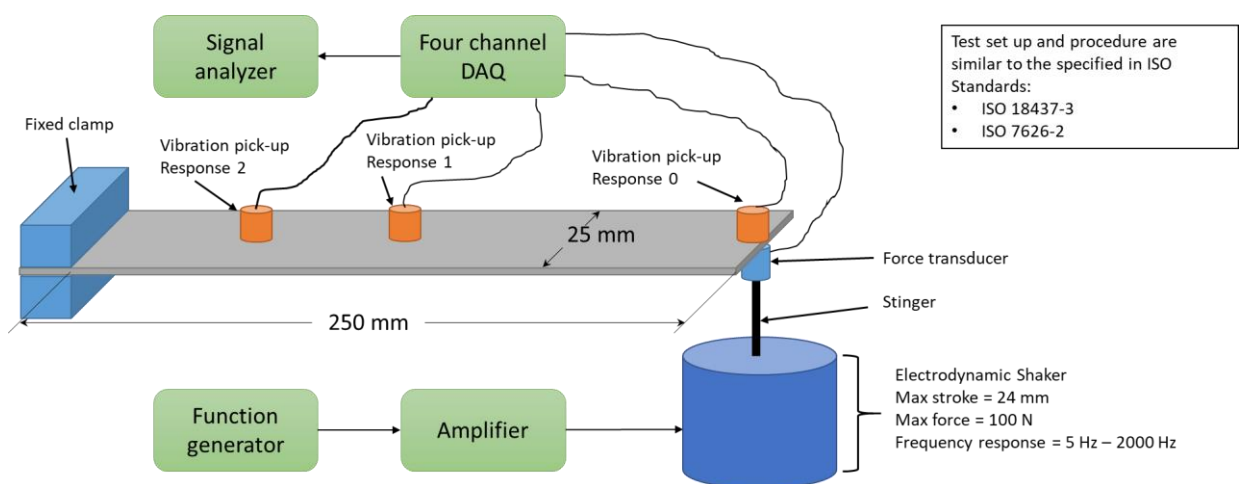 Signal
analyzer
Four channel
DAQ
Test set up and procedure are
similar to the specified in ISO
Standards:
• ISO 18437-3
• ISO 7626-2
Fixed clamp
Vibration pick-up
Response 2
Vibration pick-up
Response 1
Vibration pick-up
Response 0
25 mm
Force transducer
Stinger
250 mm
Function
generator
Amplifier
Electrodynamic Shaker
Max stroke = 24 mm
Max force = 100 N
Frequency response = 5 Hz – 2000 Hz